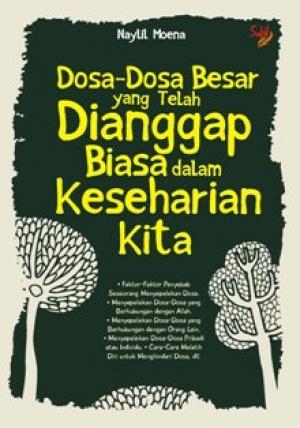 Naylil Moena
Sabil
Dosa-Dosa Besar
yang Telah
Dianggap
Biasa dalam
Keseharian
Kita
• Faktor-Faktor Penyebab
Seseorang Menyepelekan Dosa.
• Menyepelekan Dosa-Dosa yang
Berhubungan dengan Allah.
• Menyepelekan Dosa-Dosa yang
Berhubungan dengan Orang Lain.
• Menyepelekan Dosa-Dosa Pribadi
atau Individu. • Cara-Cara Melatih
Diri untuk Menghindari Dosa, dll.